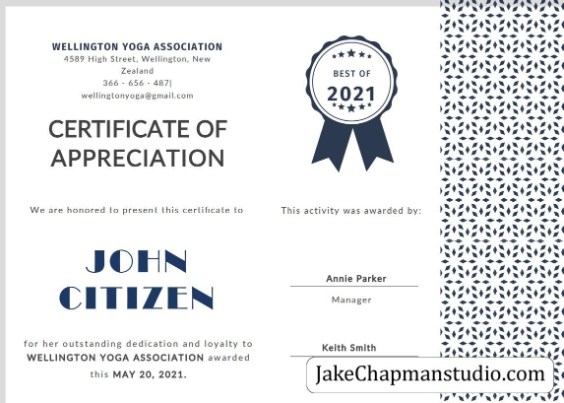 WELLINGTON YOGA ASSOCIATION
4589 High Street, Wellington, New
Zealand
366 - 656 - 487|
wellingtonyoga@gmail.com
CERTIFICATE OF
APPRECIATION
We are honored to present this certificate to
JOHN
CITIZEN
for her outstanding dedication and loyalty to
WELLINGTON YOGA ASSOCIATION awarded
this MAY 20, 2021.
BEST OF
2021
This activity was awarded by:
Annie Parker
Manager
Keith Smith
JakeChapmanstudio.com